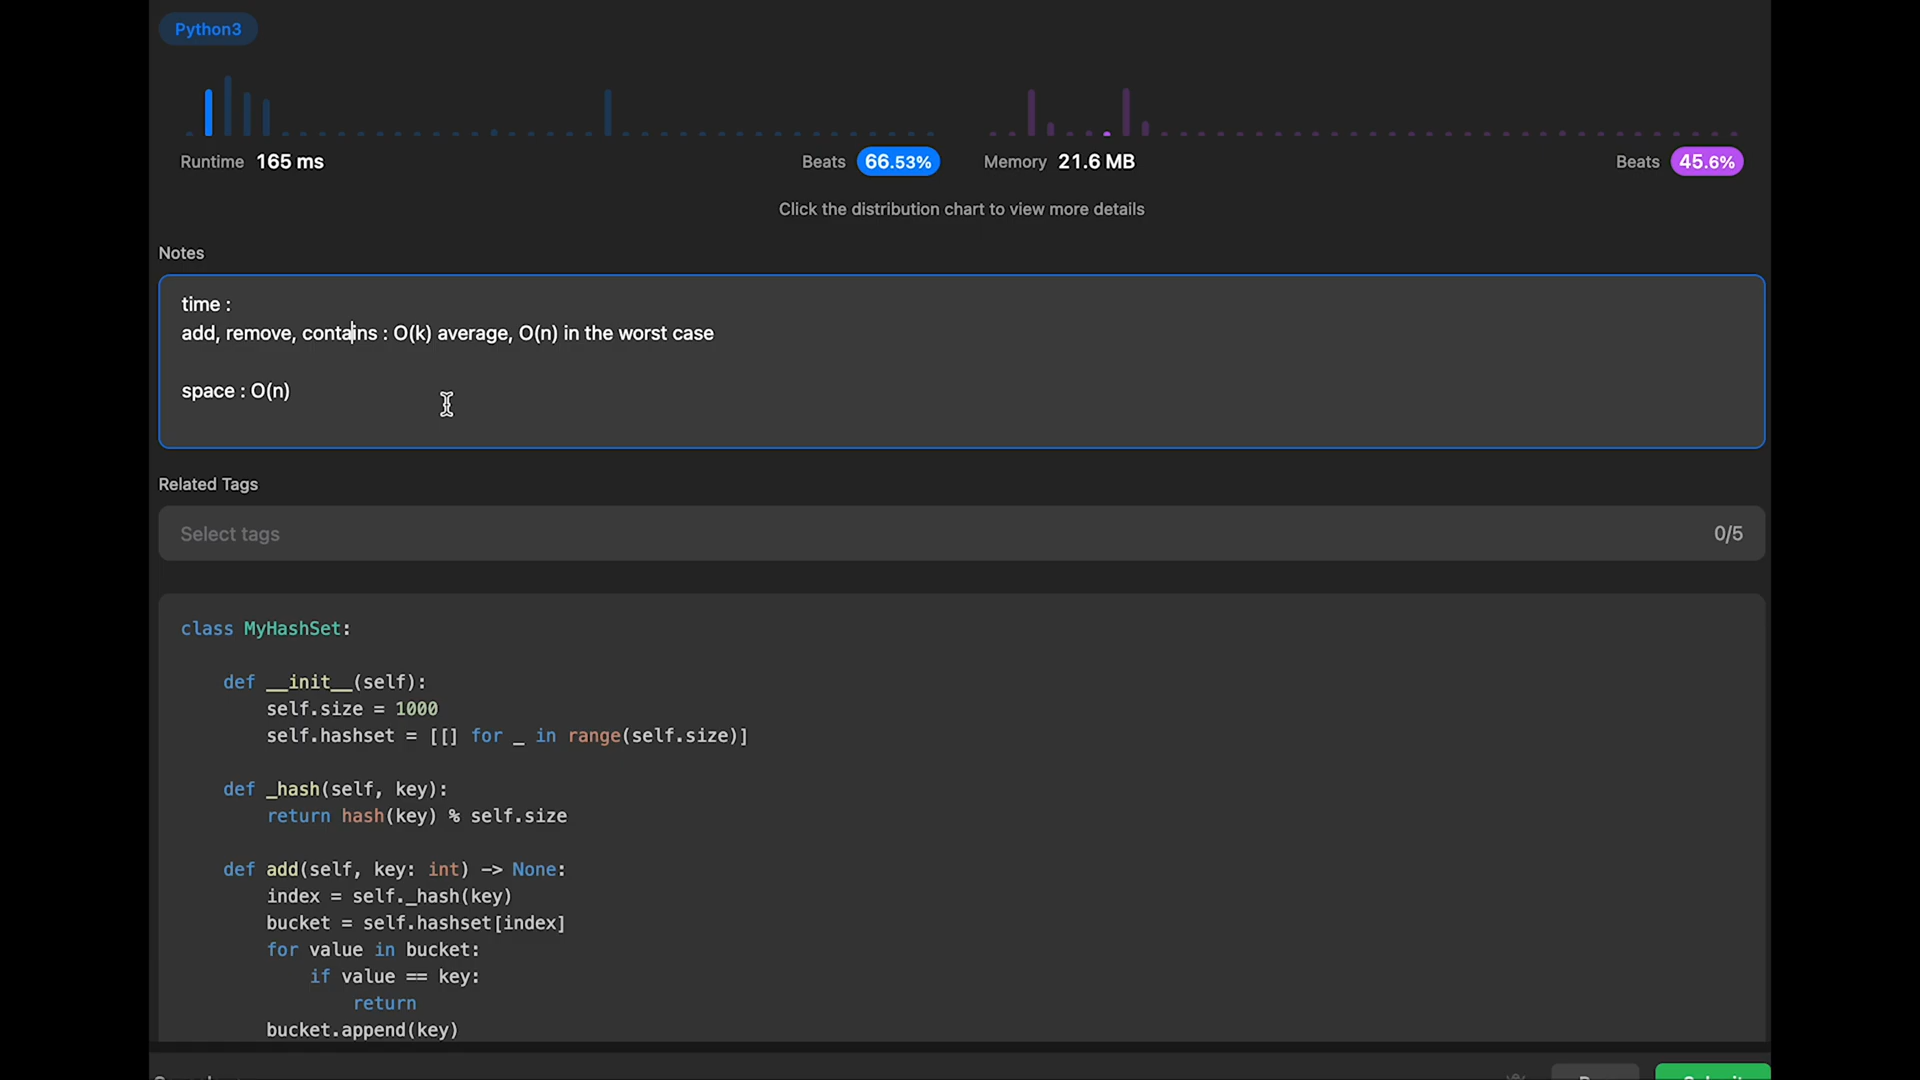 Python3
Runtime 165 ms Beats 66.53% Memory 21.6 MB Beats 45.6%
Click the distribution chart to view more details
Notes
time :
add, remove, contains : O(k) average, O(n) in the worst case
space : O(n)
Related Tags
Select tags 0/5
class MyHashSet:
    def __init__(self):
        self.size = 1000
        self.hashset = [[] for _ in range(self.size)]
    def _hash(self, key):
        return hash(key) % self.size
    def add(self, key: int) -> None:
        index = self._hash(key)
        bucket = self.hashset[index]
        for value in bucket:
            if value == key:
                return
        bucket.append(key)